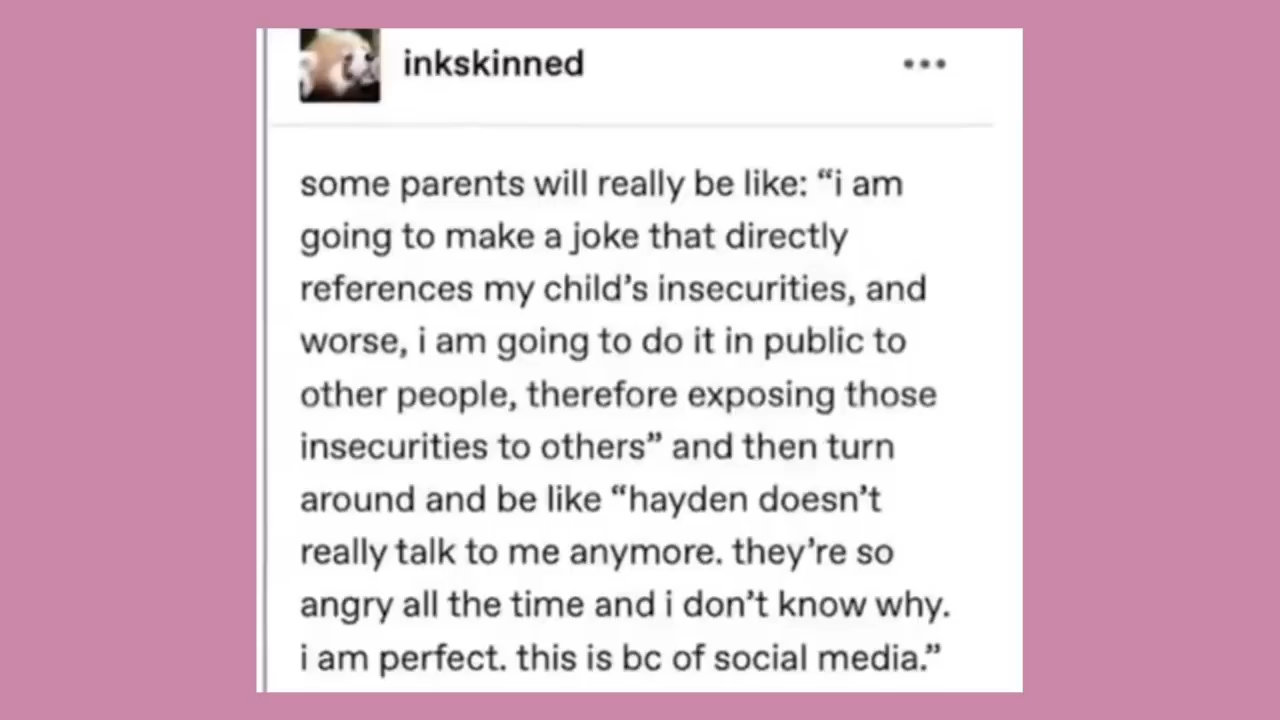 inkskinned
some parents will really be like: “i am
going to make a joke that directly
references my child’s insecurities, and
worse, i am going to do it in public to
other people, therefore exposing those
insecurities to others” and then turn
around and be like “hayden doesn’t
really talk to me anymore. they’re so
angry all the time and i don’t know why.
i am perfect. this is bc of social media.”